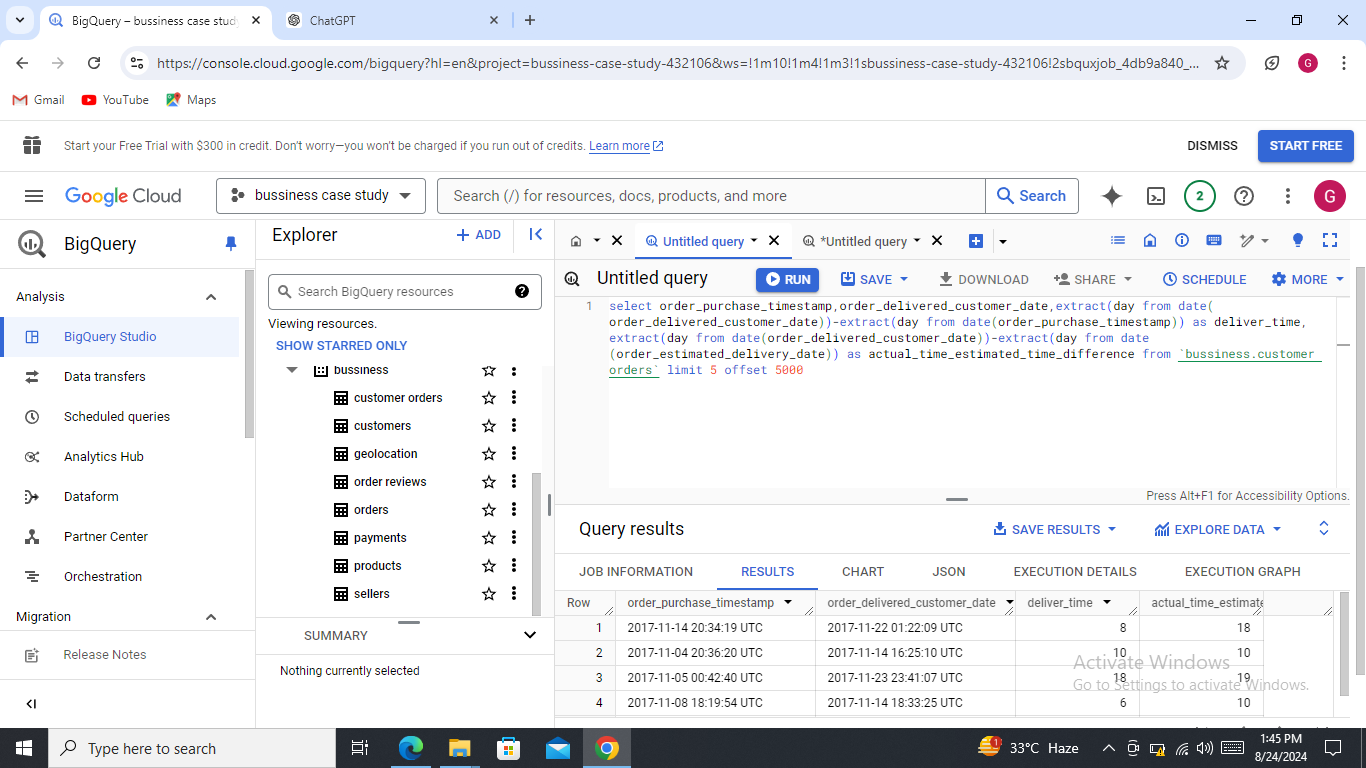 BigQuery – bussiness case stud
ChatGPT
https://console.cloud.google.com/bigquery?hl=en&project=bussiness-case-study-432106&ws=!1m10!1m4!1m3!1sbussiness-case-study-432106!2sbquxjob_4db9a840_...
G
Gmail
YouTube
Maps
Start your Free Trial with $300 in credit. Don't worry—you won't be charged if you run out of credits. Learn more
DISMISS
START FREE
Google Cloud
bussiness case study
Search (/) for resources, docs, products, and more
Search
2
G
BigQuery
Analysis
BigQuery Studio
Data transfers
Scheduled queries
Analytics Hub
Dataform
Partner Center
Orchestration
Migration
Release Notes
Explorer
+ ADD
Search BigQuery resources
Viewing resources.
SHOW STARRED ONLY
bussiness
customer orders
customers
geolocation
order reviews
orders
payments
products
sellers
SUMMARY
Nothing currently selected
Untitled query
*Untitled query
Untitled query
RUN
SAVE
DOWNLOAD
SHARE
SCHEDULE
MORE
1 select order_purchase_timestamp,order_delivered_customer_date,extract(day from date(
order_delivered_customer_date))-extract(day from date(order_purchase_timestamp)) as deliver_time,
extract(day from date(order_delivered_customer_date))-extract(day from date
(order_estimated_delivery_date)) as actual_time_estimated_time_difference from `bussiness.customer
orders` limit 5 offset 5000
Press Alt+F1 for Accessibility Options.
Query results
SAVE RESULTS
EXPLORE DATA
JOB INFORMATION
RESULTS
CHART
JSON
EXECUTION DETAILS
EXECUTION GRAPH
Row order_purchase_timestamp order_delivered_customer_date deliver_time actual_time_estimate
1 2017-11-14 20:34:19 UTC 2017-11-22 01:22:09 UTC 8 18
2 2017-11-04 20:36:20 UTC 2017-11-14 16:25:10 UTC 10 10
3 2017-11-05 00:42:40 UTC 2017-11-23 23:41:07 UTC 18 19
4 2017-11-08 18:19:54 UTC 2017-11-14 18:33:25 UTC 6 10
Activate Windows
Go to Settings to activate Windows.
Type here to search
1
33°C Haze
1:45 PM
8/24/2024